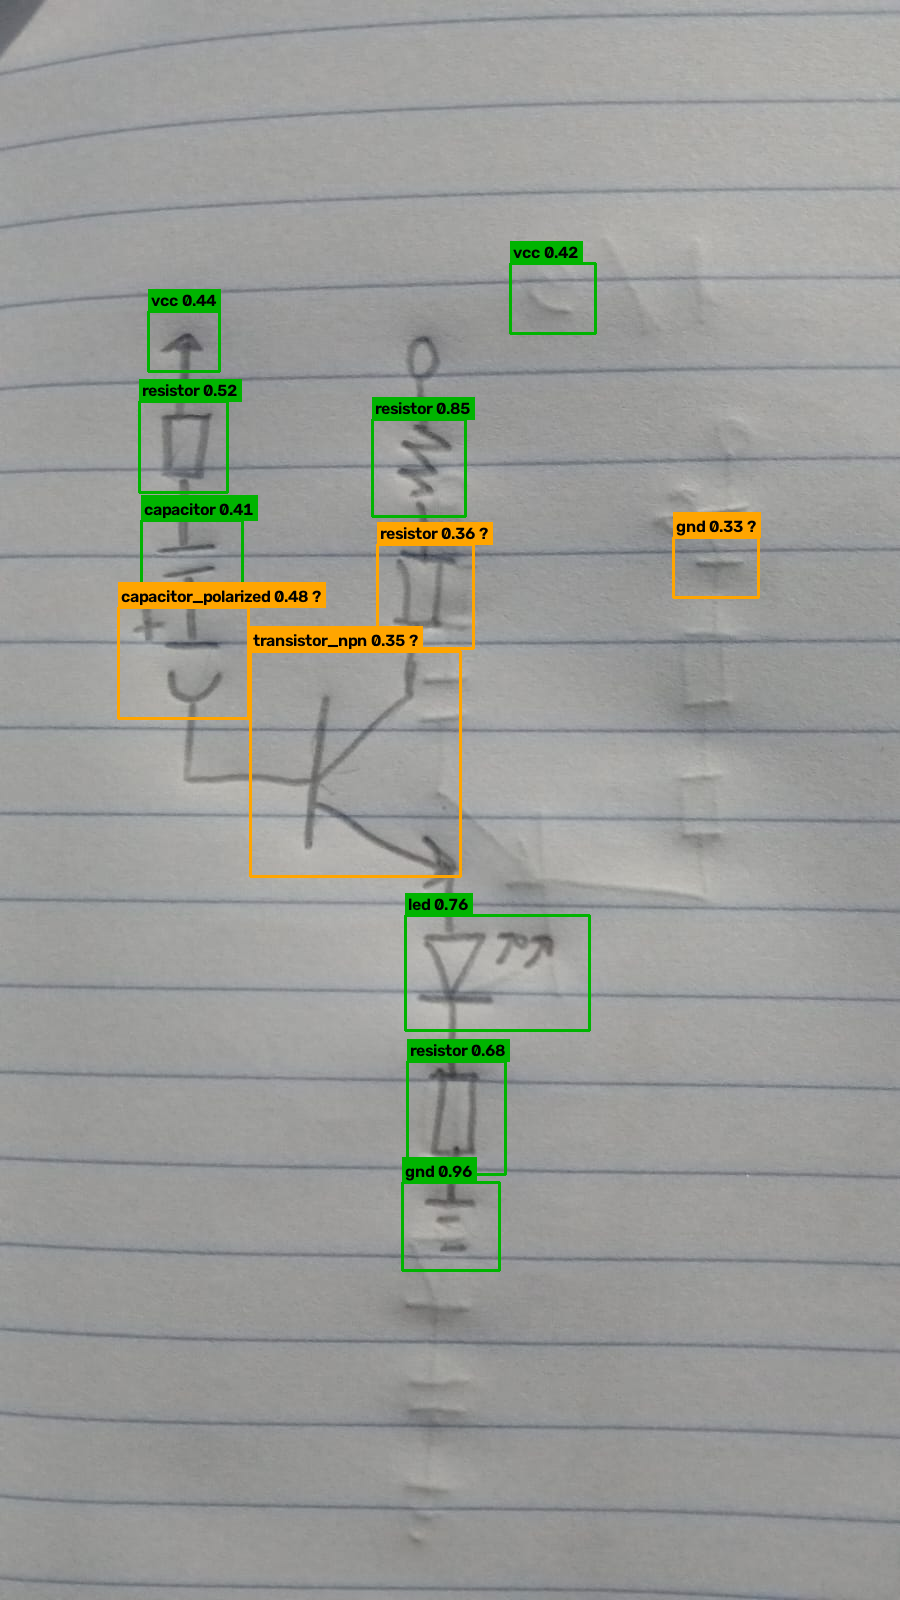 vcc 0.42
vcc 0.44
resistor 0.52
resistor 0.85
capacitor 0.41
gnd 0.33 ?
resistor 0.36 ?
capacitor_polarized 0.48 ?
+
transistor_npn 0.35 ?
led 0.76
resistor 0.68
gnd 0.96